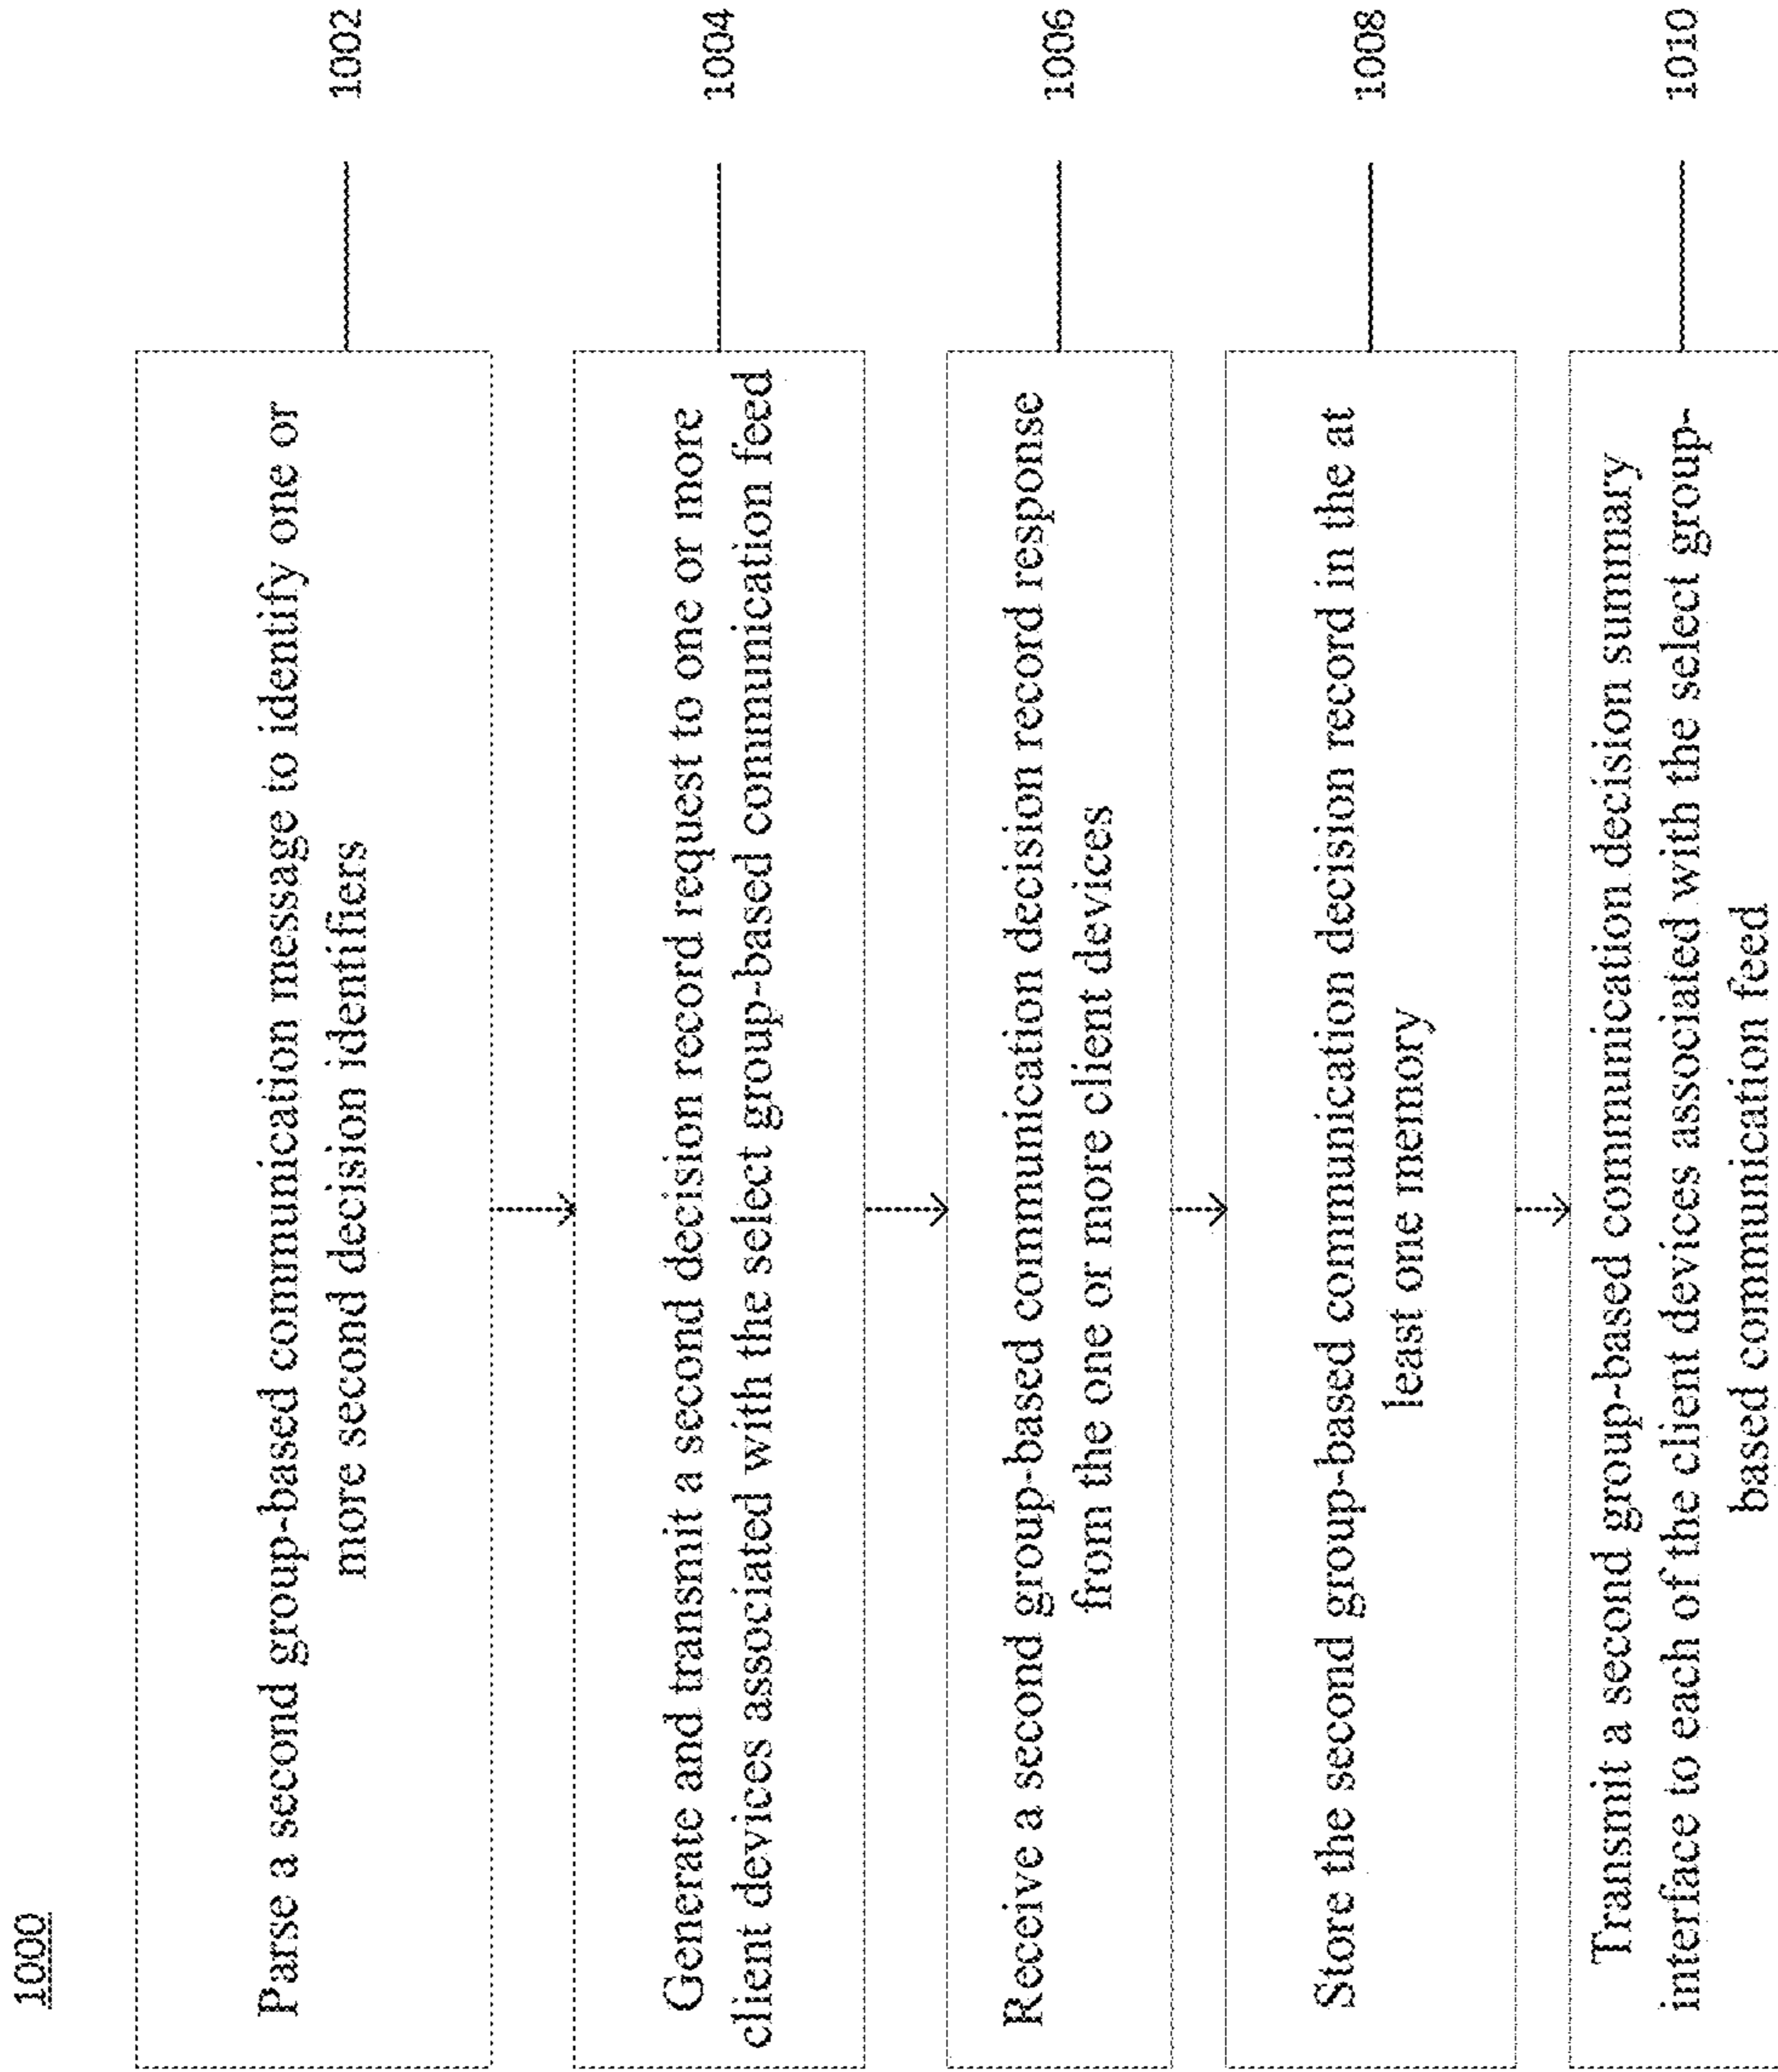 1000
Parse a second group-based communication message to identify one or
more second decision identifiers
1002
Generate and transmit a second decision record request to one or more
client devices associated with the select group-based communication feed
1004
Receive a second group-based communication decision record response
from the one or more client devices
1006
Store the second group-based communication decision record in the at
least one memory
1008
Transmit a second group-based communication decision summary
interface to each of the client devices associated with the select group-
based communication feed
1010